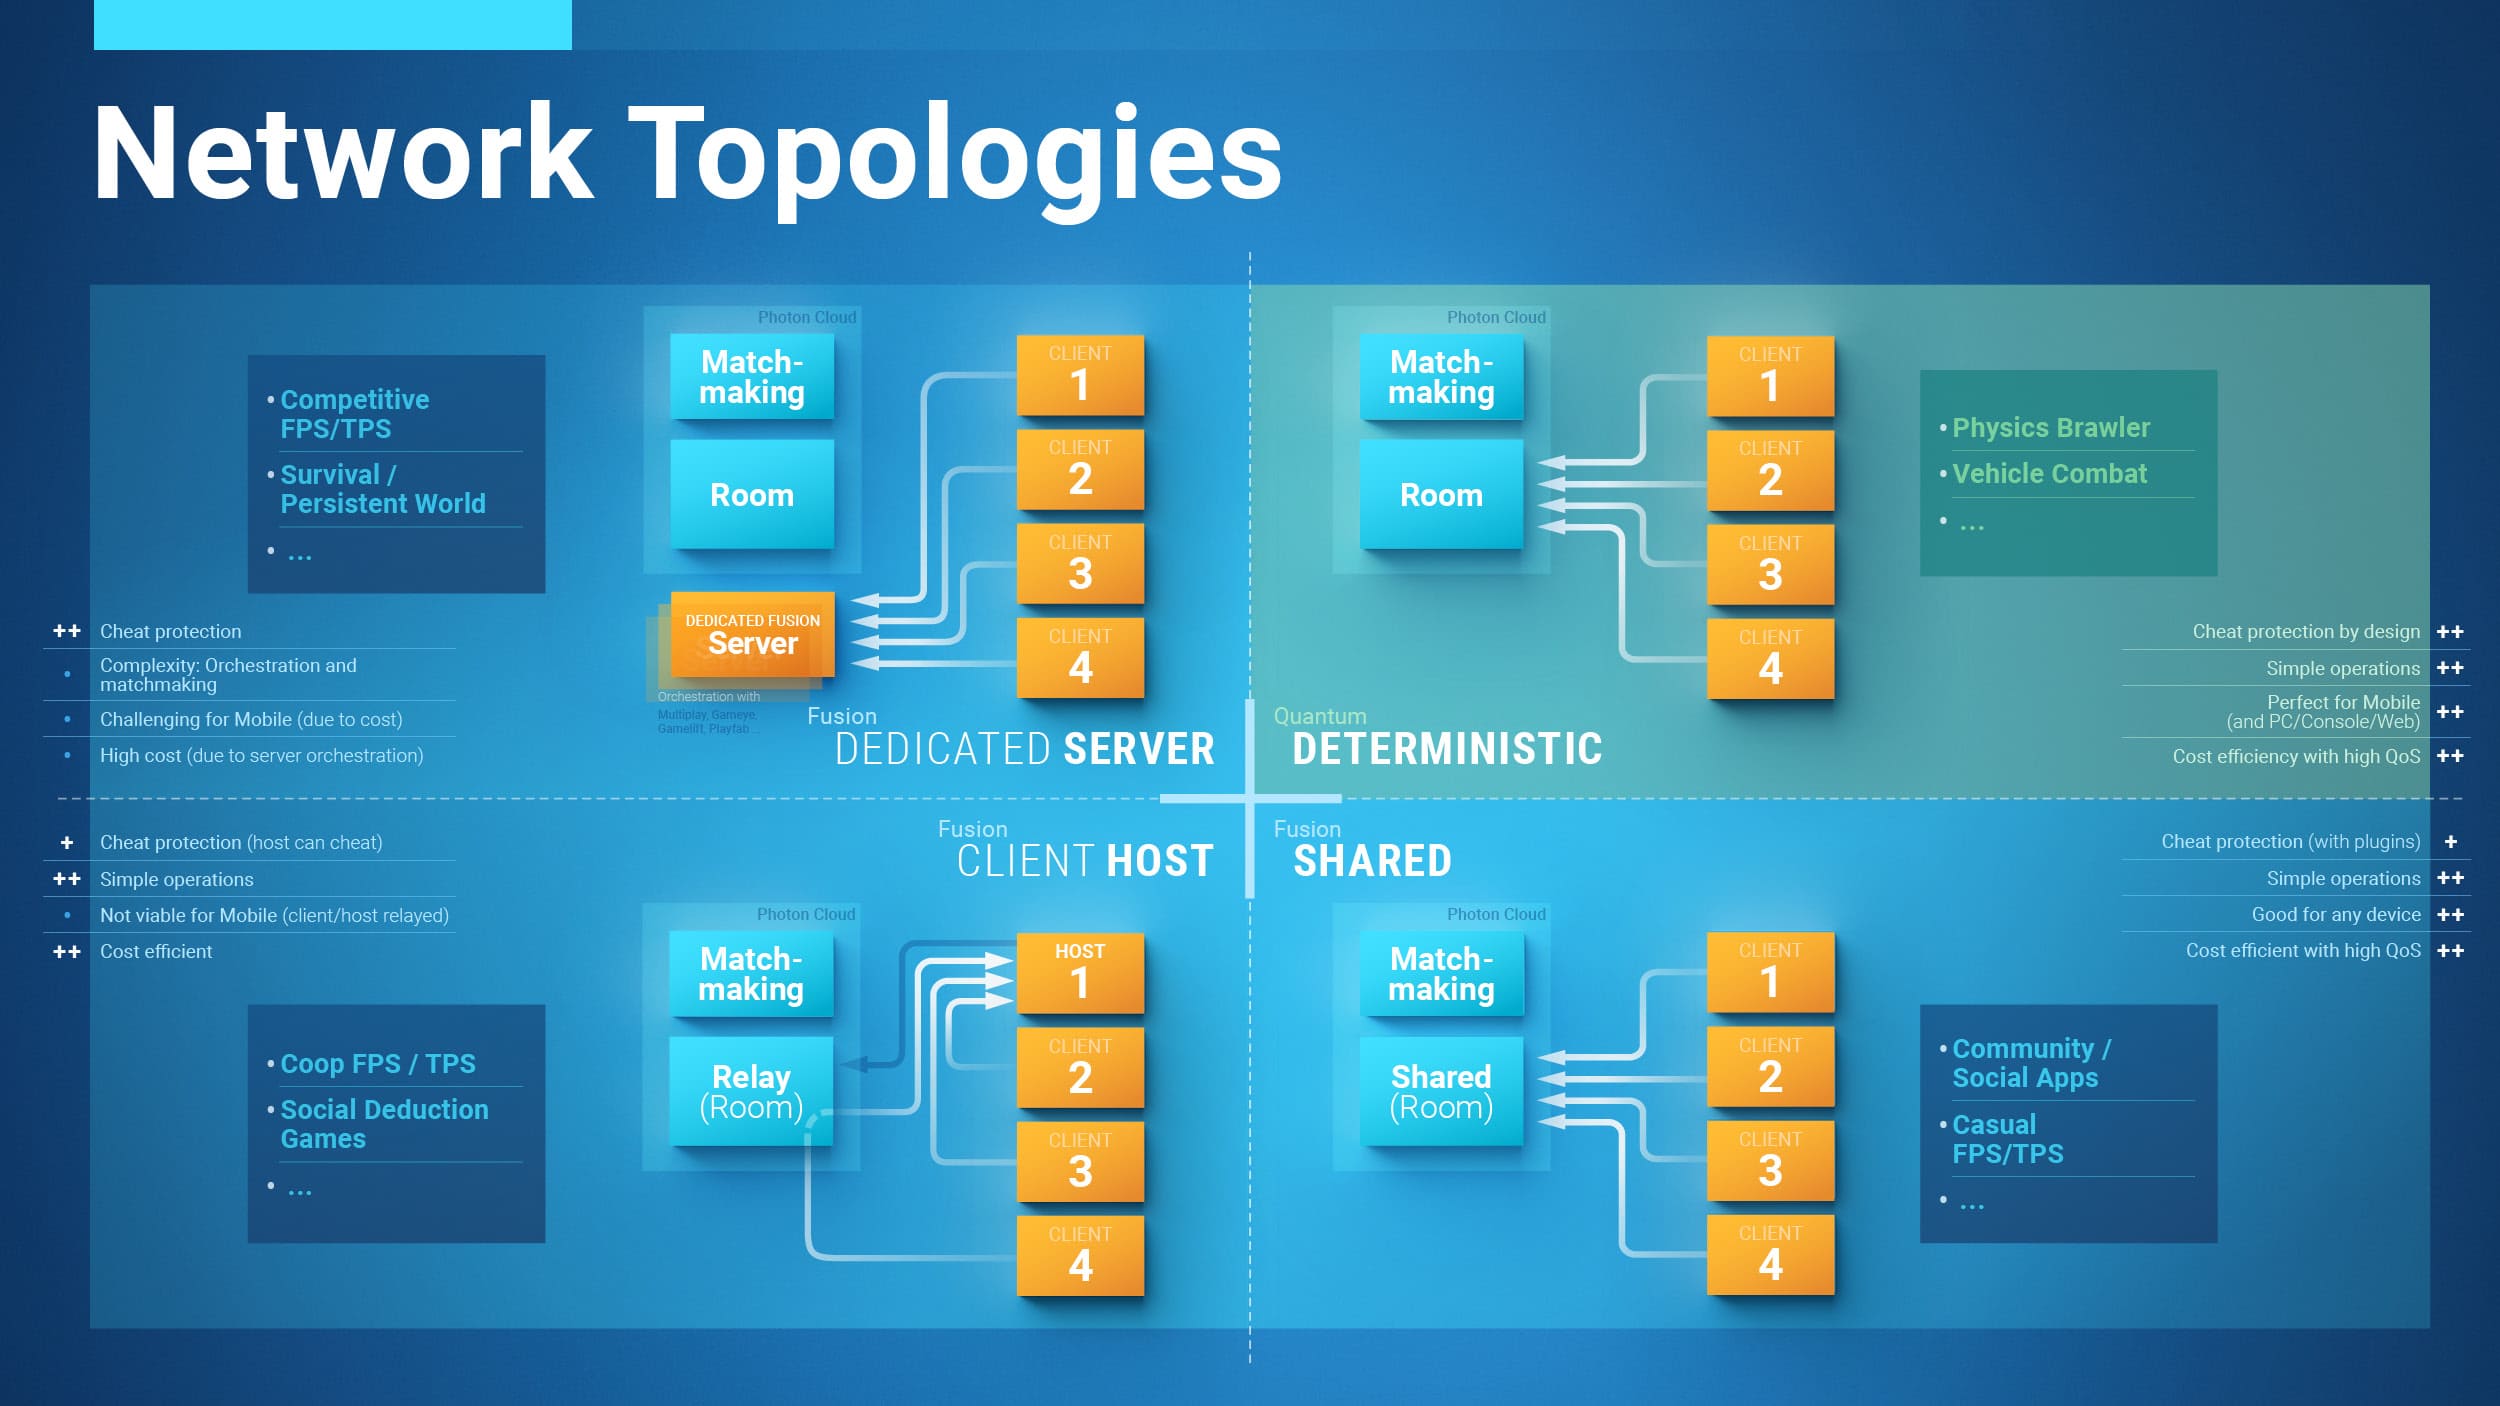 Network Topologies
• Competitive
FPS/TPS
• Survival /
Persistent World
• ...
++ Cheat protection
• Complexity: Orchestration and
matchmaking
• Challenging for Mobile (due to cost)
• High cost (due to server orchestration)
Photon Cloud
Match-
making
Room
DEDICATED FUSION
Server
Orchestration with
Multiplay, Gameye,
Gamelift, Playfab ...
CLIENT
1
CLIENT
2
CLIENT
3
CLIENT
4
Fusion
DEDICATED SERVER
Photon Cloud
Match-
making
Room
CLIENT
1
CLIENT
2
CLIENT
3
CLIENT
4
Quantum
DETERMINISTIC
• Physics Brawler
• Vehicle Combat
• ...
Cheat protection by design ++
Simple operations ++
Perfect for Mobile
(and PC/Console/Web) ++
Cost efficiency with high QoS ++
+ Cheat protection (host can cheat)
++ Simple operations
• Not viable for Mobile (client/host relayed)
++ Cost efficient
• Coop FPS / TPS
• Social Deduction
Games
• ...
Fusion
CLIENT HOST
Photon Cloud
Match-
making
Relay
(Room)
HOST
1
CLIENT
2
CLIENT
3
CLIENT
4
Fusion
SHARED
Photon Cloud
Match-
making
Shared
(Room)
CLIENT
1
CLIENT
2
CLIENT
3
CLIENT
4
Cheat protection (with plugins) +
Simple operations ++
Good for any device ++
Cost efficient with high QoS ++
• Community /
Social Apps
• Casual
FPS/TPS
• ...